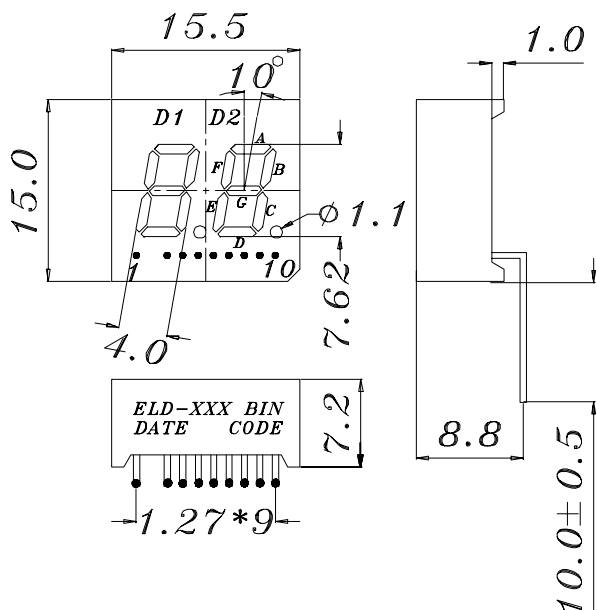 15.5
10°
1.0
D1 D2
A
F
B
15.0
E
G
C
ø 1.1
D
1
10
7.62
4.0
ELD-XXX BIN
DATE CODE
7.2
8.8
1.27*9
10.0±0.5